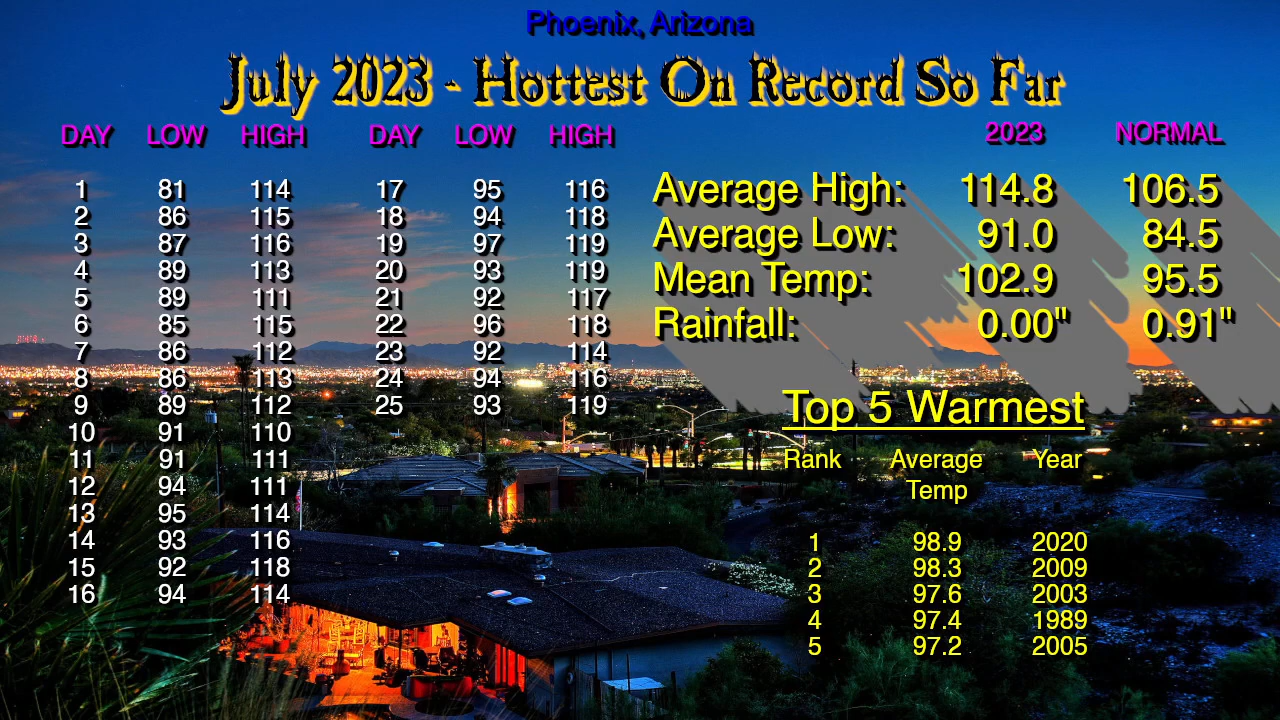 Phoenix, Arizona
July 2023 - Hottest On Record So Far
DAY LOW HIGH DAY LOW HIGH
1 81 114 17 95 116
2 86 115 18 94 118
3 87 116 19 97 119
4 89 113 20 93 119
5 89 111 21 92 117
6 85 115 22 96 118
7 86 112 23 92 114
8 86 113 24 94 116
9 89 112 25 93 119
10 91 110
11 91 111
12 94 111
13 95 114
14 93 116
15 92 118
16 94 114
2023 NORMAL
Average High: 114.8 106.5
Average Low: 91.0 84.5
Mean Temp: 102.9 95.5
Rainfall: 0.00" 0.91"
Top 5 Warmest
Rank Average Year
Temp
1 98.9 2020
2 98.3 2009
3 97.6 2003
4 97.4 1989
5 97.2 2005